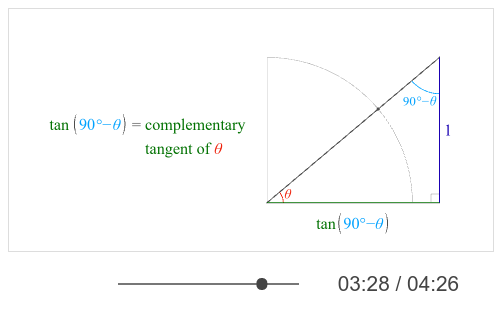 tan (90°−θ) = complementary
tangent of θ
90°−θ
1
θ
tan(90°−θ)
03:28 / 04:26